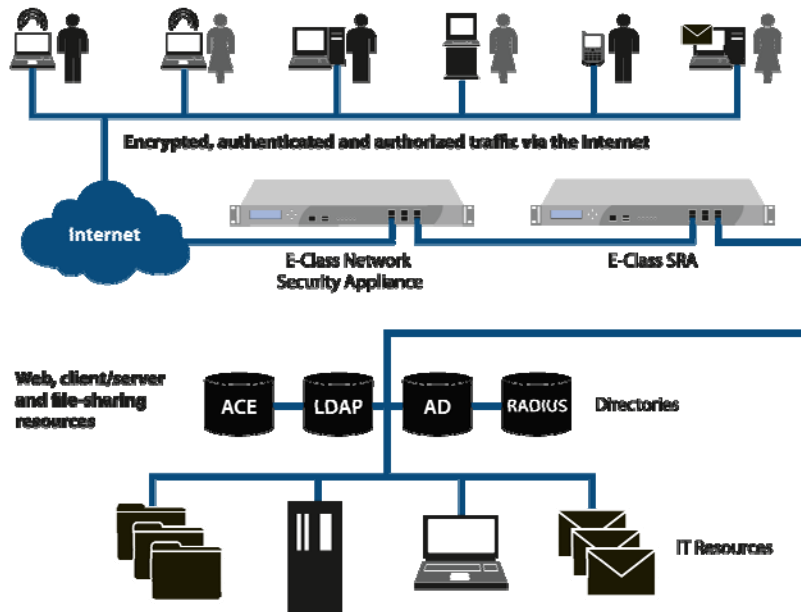 Encrypted, authenticated and authorized traffic via the Internet
Internet
E-Class Network
Security Appliance
E-Class SRA
Web, client/server
and file-sharing
resources
ACE
LDAP
AD
RADIUS
Directories
IT Resources